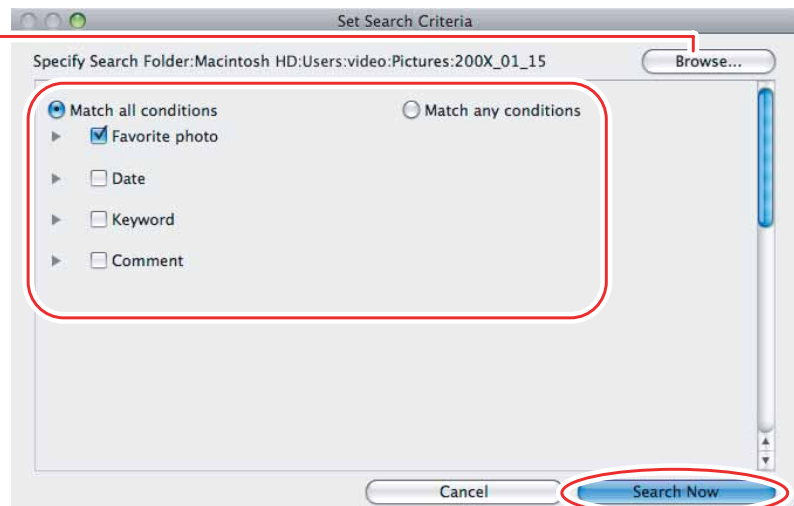 Set Search Criteria
Specify Search Folder:Macintosh HD:Users:video:Pictures:200X_01_15
Browse...
Match all conditions
Match any conditions
Favorite photo
Date
Keyword
Comment
Cancel
Search Now